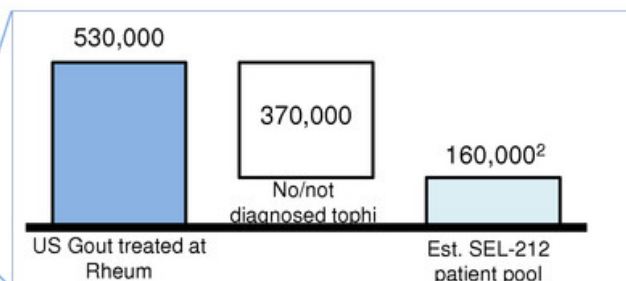 530,000
370,000
160,000²
No/not
diagnosed tophi
US Gout treated at
Rheum
Est. SEL-212
patient pool